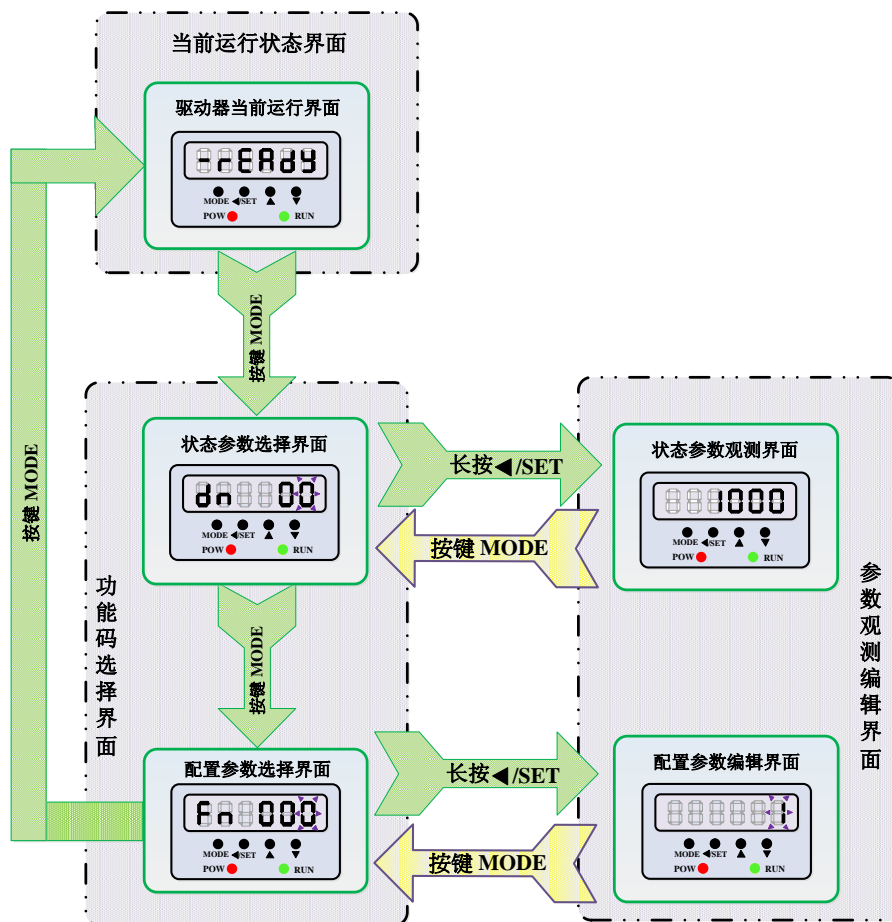 当前运行状态界面
驱动器当前运行界面
-rEAdy
MODE ◀/SET ▲ ▼
POW RUN
按键 MODE
按键 MODE
功能码选择界面
状态参数选择界面
dn 00
MODE ◀/SET ▲ ▼
POW RUN
长按◀/SET
按键 MODE
参数观测编辑界面
状态参数观测界面
1000
MODE ◀/SET ▲ ▼
POW RUN
按键 MODE
配置参数选择界面
Fn 000
MODE ◀/SET ▲ ▼
POW RUN
长按◀/SET
按键 MODE
配置参数编辑界面
1
MODE ◀/SET ▲ ▼
POW RUN